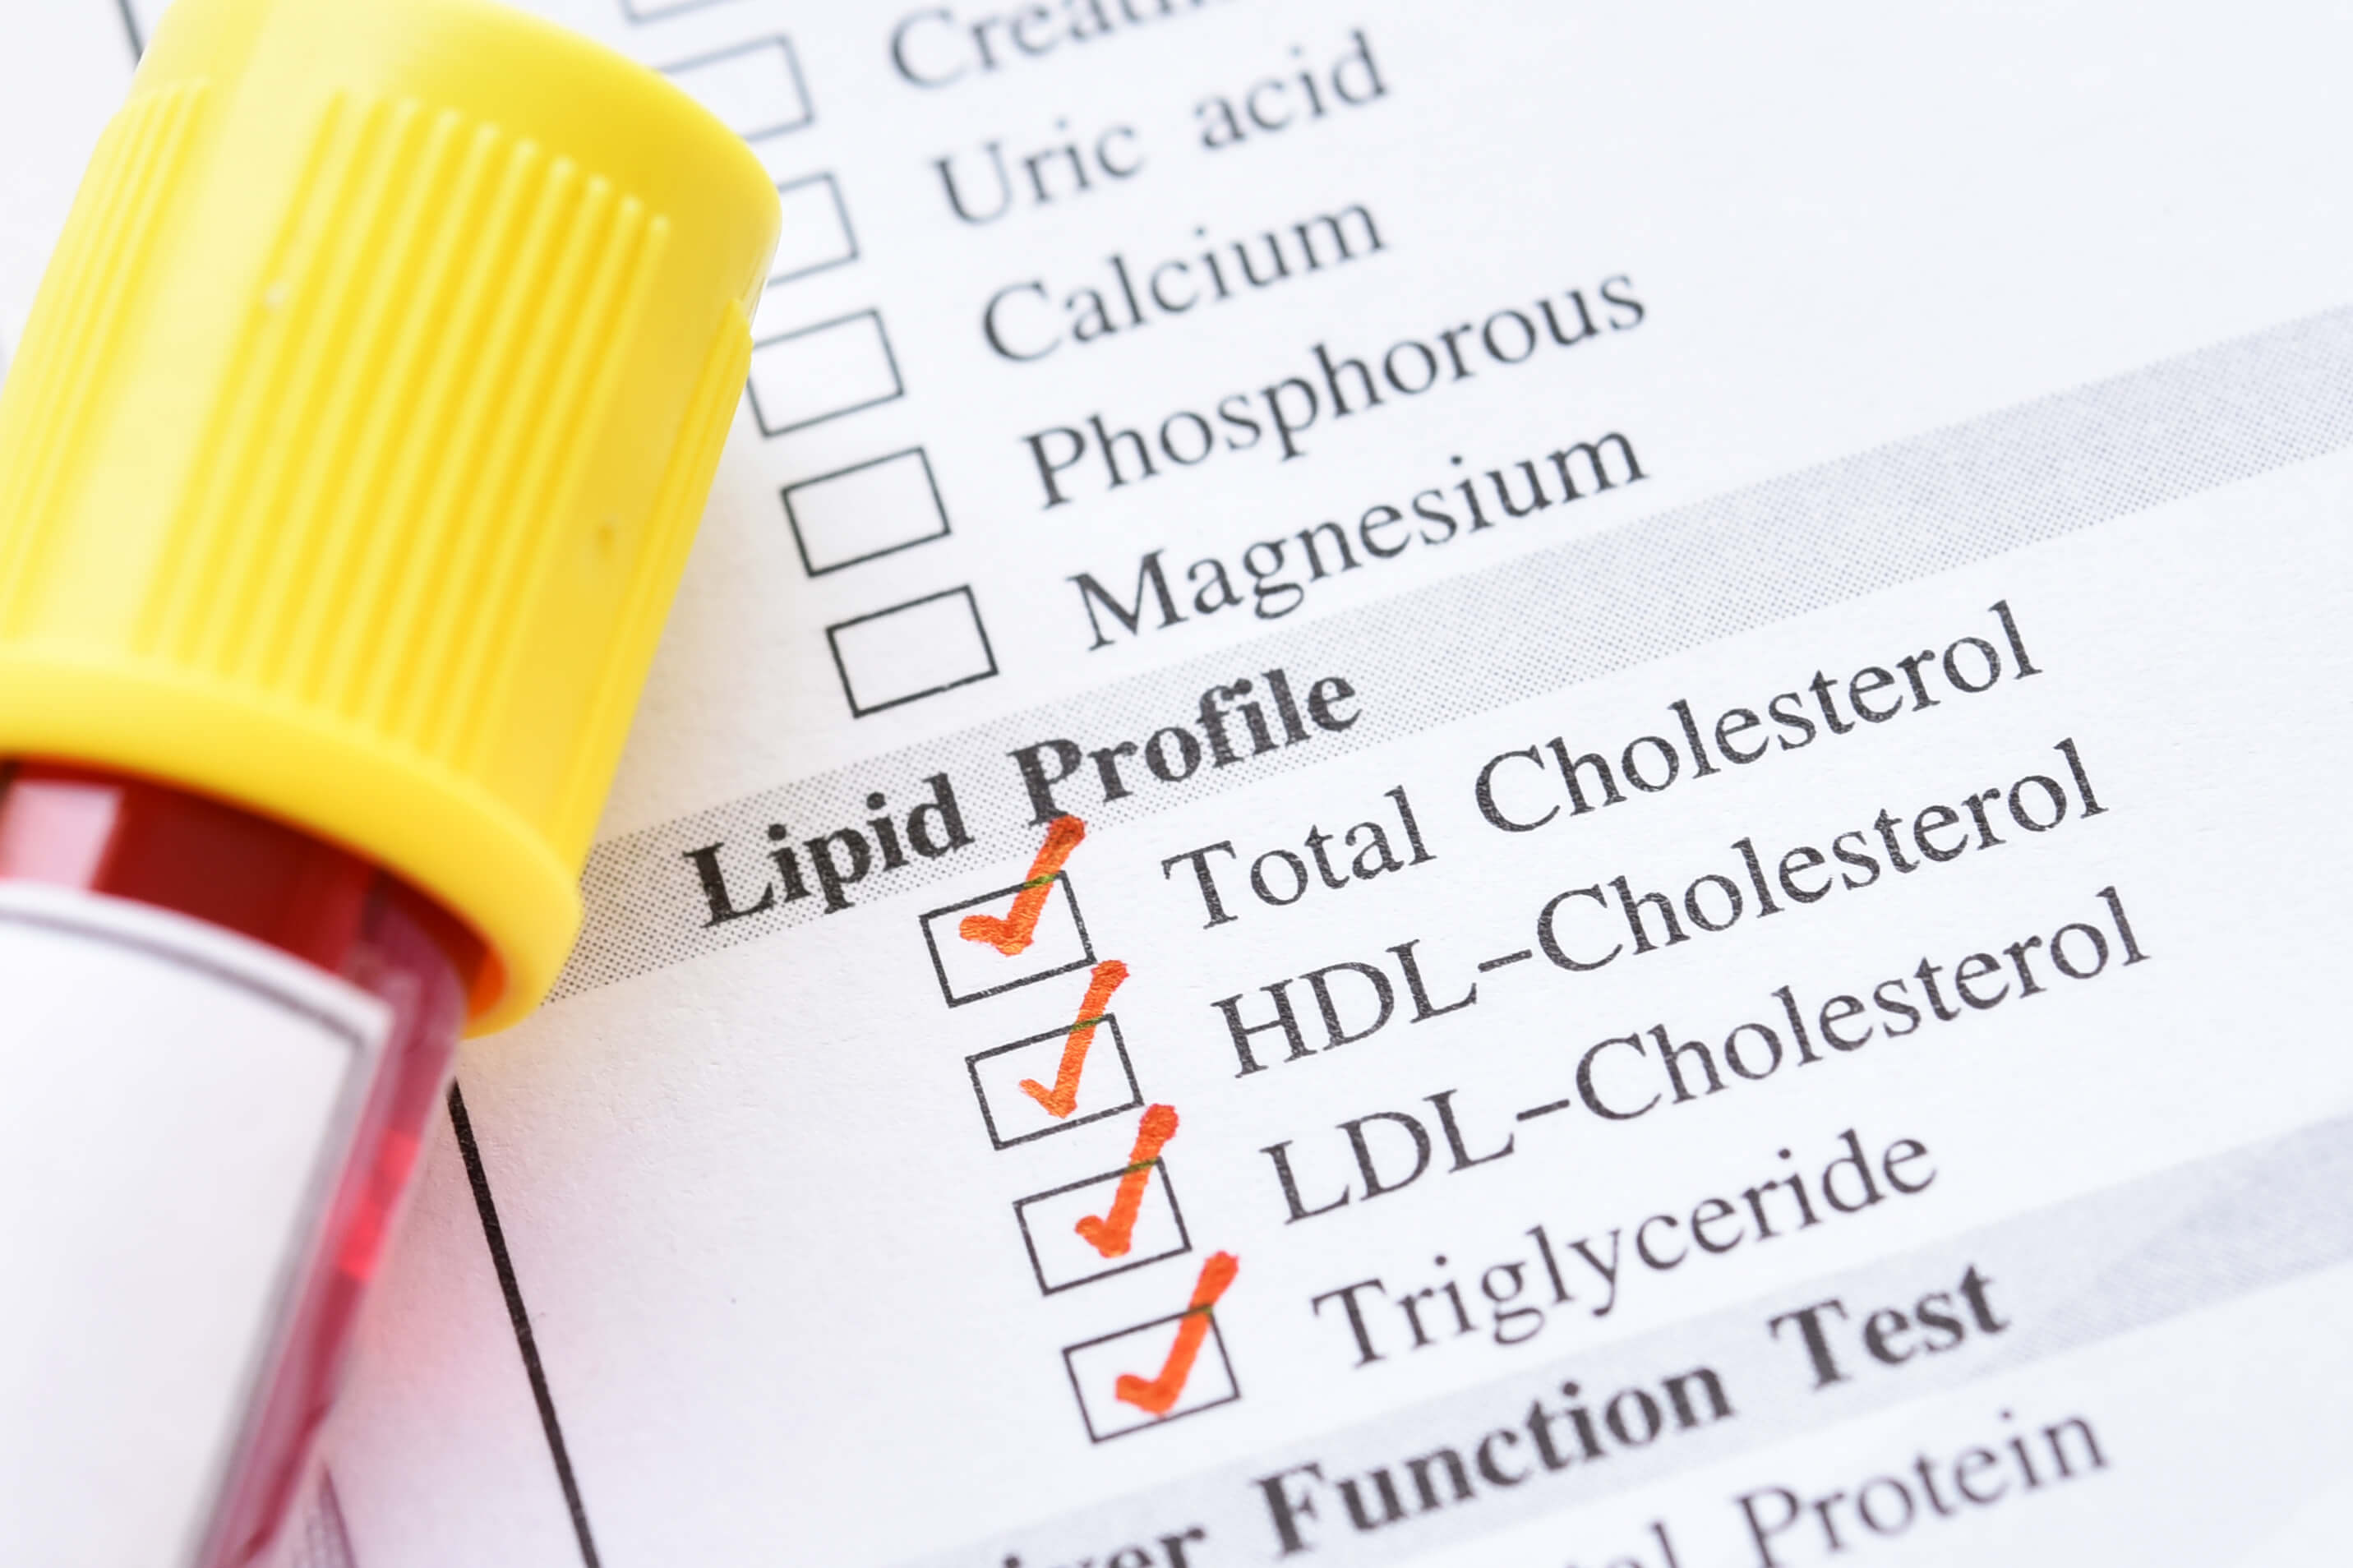 Uric acid
Calcium
Phosphorous
Magnesium
Lipid Profile
Total Cholesterol
HDL-Cholesterol
LDL-Cholesterol
Triglyceride
Function Test
Protein